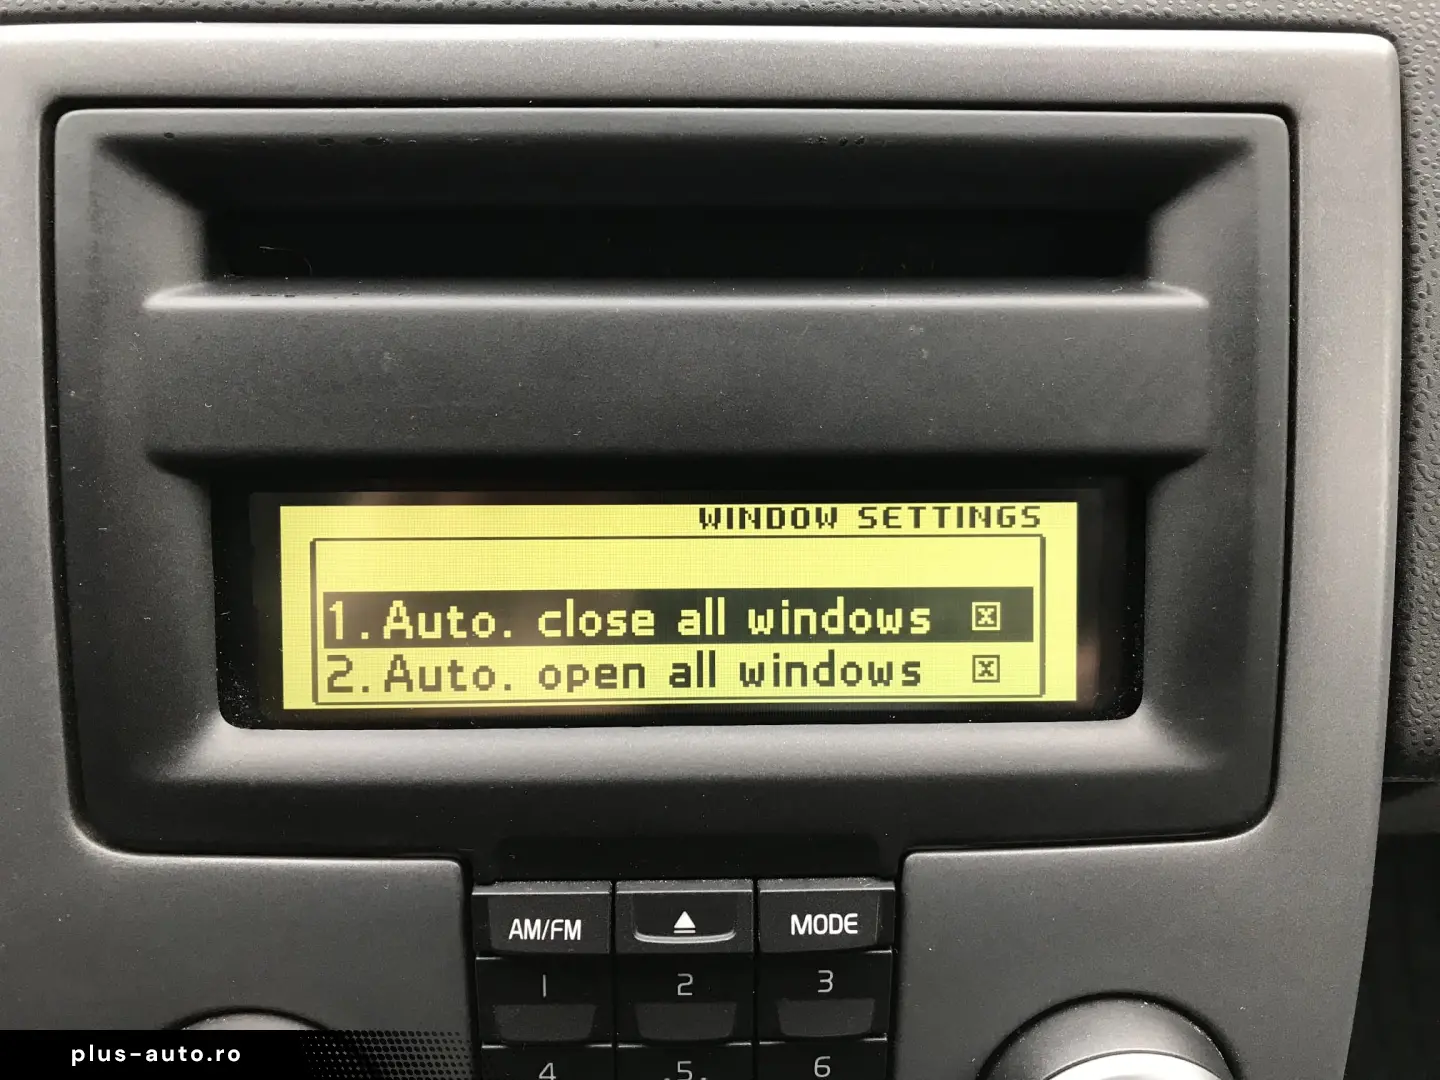 WINDOW SETTINGS
1. Auto. close all windows x
2. Auto. open all windows x
AM/FM MODE
1 2 3
4 .5. 6
plus-auto.ro